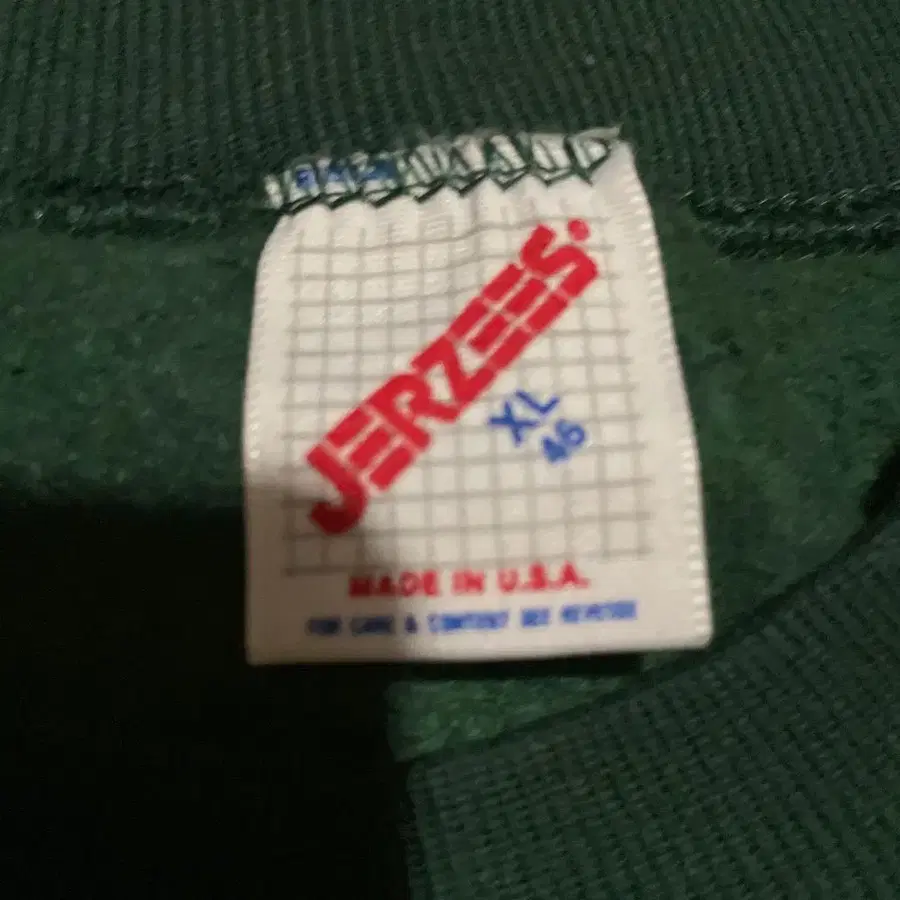 JERZEES
XL
46
MADE IN U.S.A.
FOR CARE & CONTENT SEE REVERSE